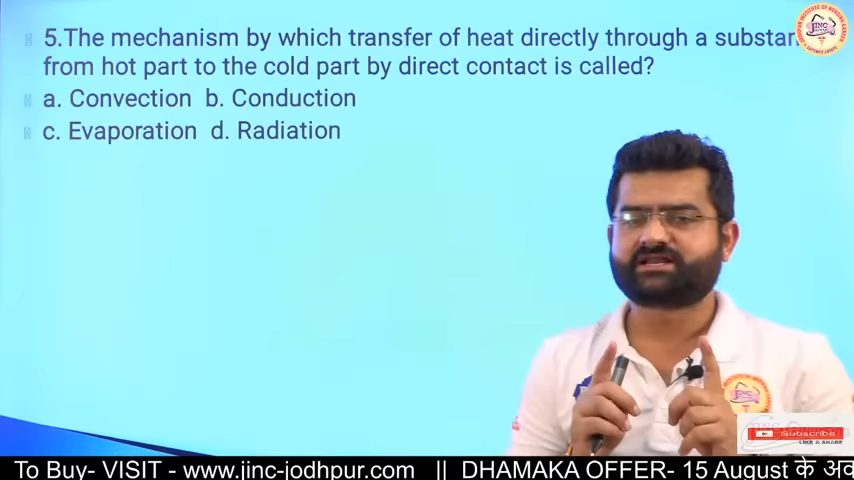 5.The mechanism by which transfer of heat directly through a
from hot part to the cold part by direct contact is called?
a. Convection b. Conduction
c. Evaporation d. Radiation
Subscribe
LIKE & SHARE
To Buy- VISIT - www.jinc-jodhpur.com || DHAMAKA OFFER- 15 August के